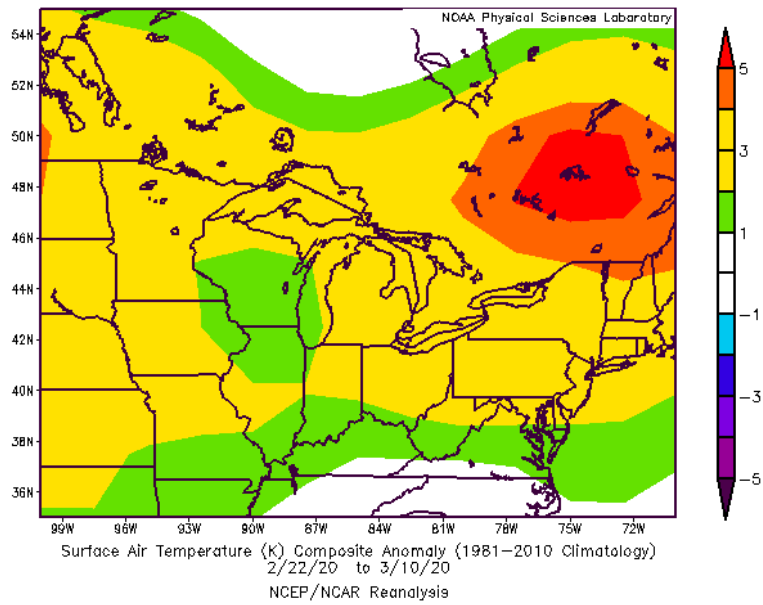 NOAA Physical Sciences Laboratory
54N
52N
50N
48N
46N
44N
42N
40N
38N
36N
99W 96W 93W 90W 87W 84W 81W 78W 75W 72W
5
3
1
−1
−3
−5
Surface Air Temperature (K) Composite Anomaly (1981−2010 Climatology)
2/22/20 to 3/10/20
NCEP/NCAR Reanalysis